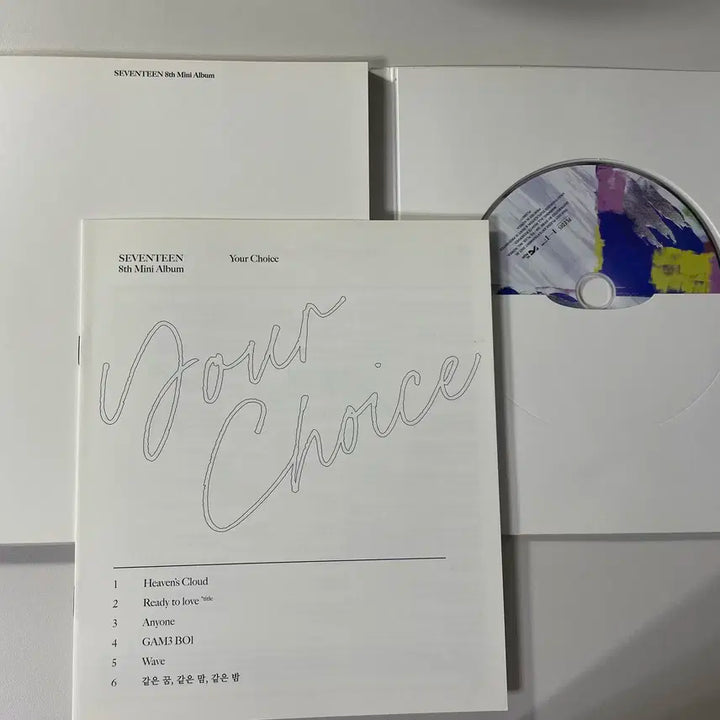 SEVENTEEN 8th Mini Album
SEVENTEEN
8th Mini Album
Your Choice
Your
Choice
1 Heaven's Cloud
2 Ready to love *title
3 Anyone
4 GAM3 BO1
5 Wave
6 같은 꿈, 같은 맘, 같은 밤